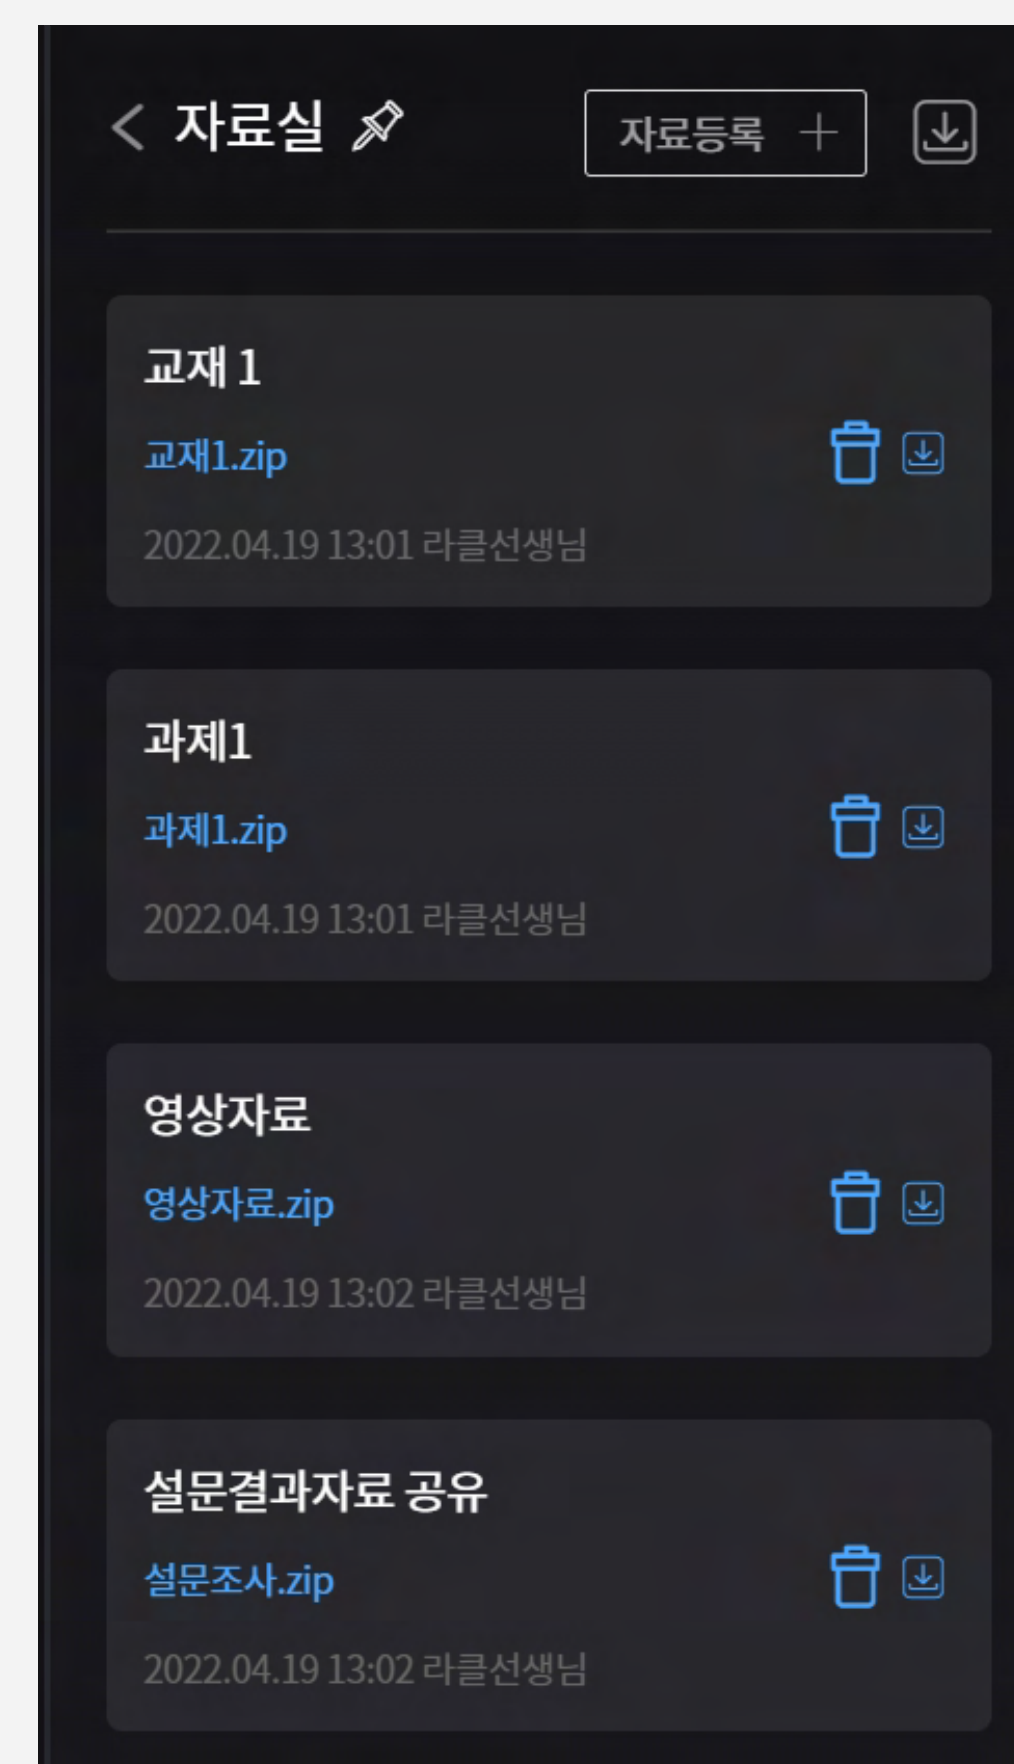 자료실
자료등록
교재 1
교재1.zip
2022.04.19 13:01 라클선생님
과제1
과제1.zip
2022.04.19 13:01 라클선생님
영상자료
영상자료.zip
2022.04.19 13:02 라클선생님
설문결과자료 공유
설문조사.zip
2022.04.19 13:02 라클선생님